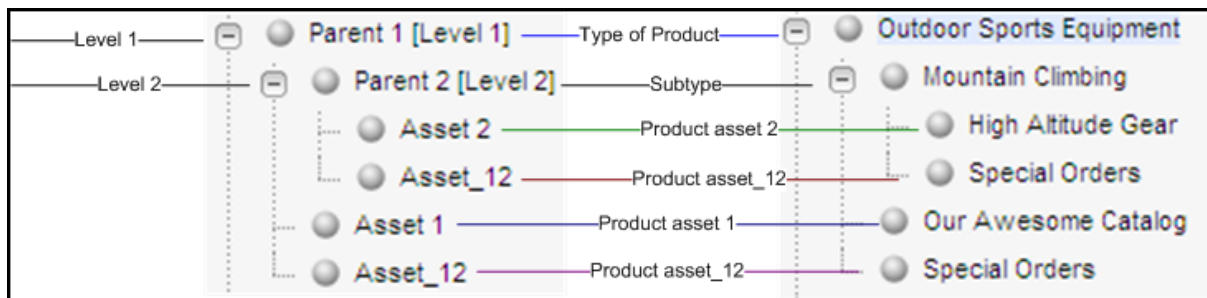 Level 1 Parent 1 [Level 1] Type of Product Outdoor Sports Equipment
Level 2 Parent 2 [Level 2] Subtype Mountain Climbing
Asset 2 Product asset 2 High Altitude Gear
Asset_12 Product asset_12 Special Orders
Asset 1 Product asset 1 Our Awesome Catalog
Asset_12 Product asset_12 Special Orders